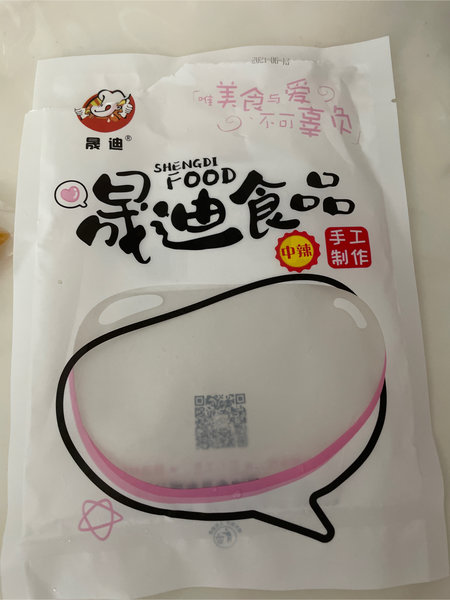 晟迪®
「唯美食与爱
不可辜负」
SHENGDI
FOOD
晟迪食品
中辣
手工
制作